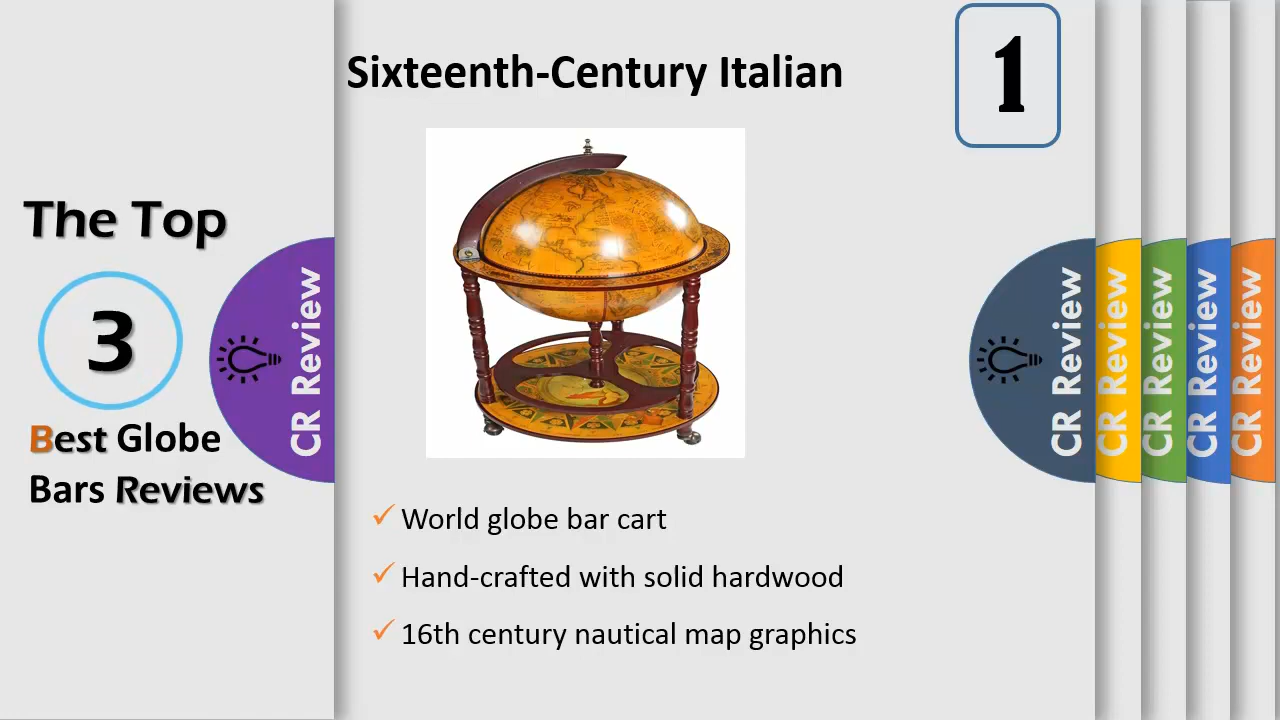 The Top
3
Best Globe
Bars Reviews
CR Review
Sixteenth-Century Italian
1
World globe bar cart
Hand-crafted with solid hardwood
16th century nautical map graphics
CR Review
CR Review
CR Review
CR Review
CR Review